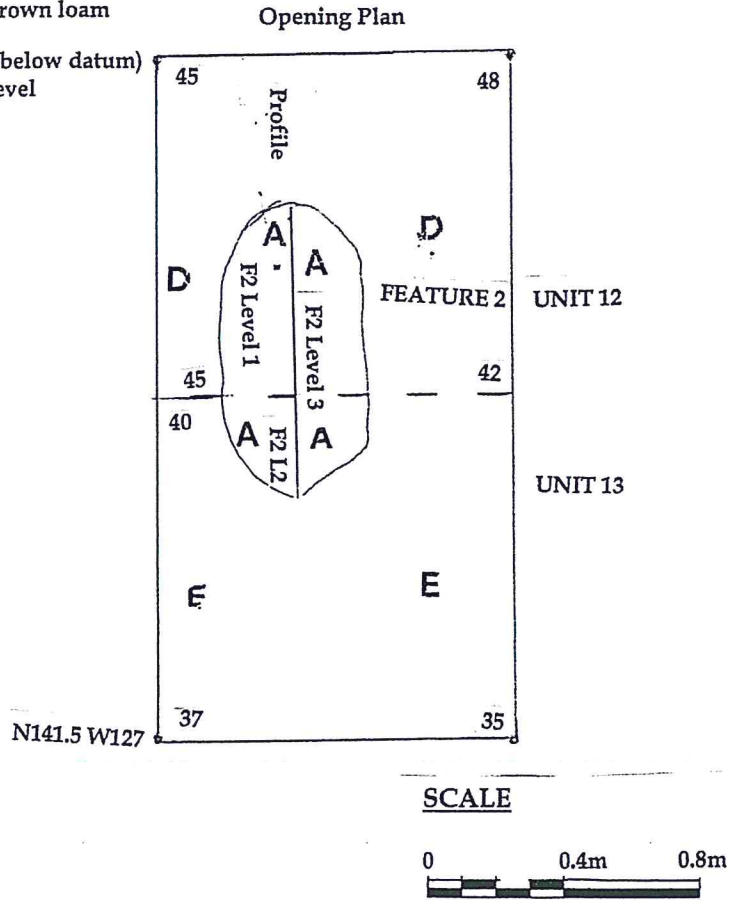 rown loam
Opening Plan
below datum)
evel
45
48
Profile
A
D
A
D
F2 Level 1
F2 Level 3
FEATURE 2
UNIT 12
45
42
40
A
F2 L2
A
UNIT 13
E
E
37
35
N141.5 W127
SCALE
0 0.4m 0.8m